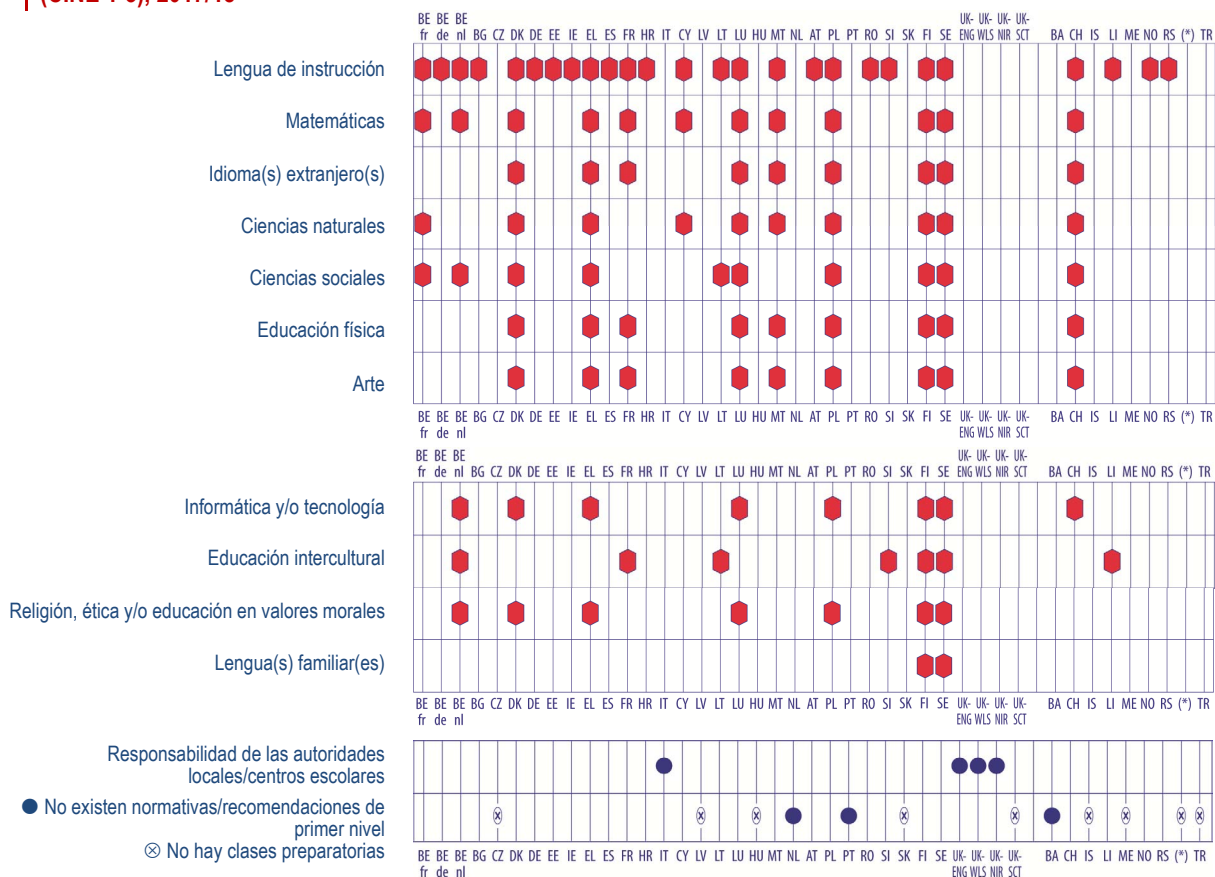 (CINE 1-3), 2017/18
BE BE BE UK- UK- UK- UK-
fr de nl BG CZ DK DE EE IE EL ES FR HR IT CY LV LT LU HU MT NL AT PL PT RO SI SK FI SE ENG WLS NIR SCT BA CH IS LI ME NO RS (*) TR
Lengua de instrucción
Matemáticas
Idioma(s) extranjero(s)
Ciencias naturales
Ciencias sociales
Educación física
Arte
BE BE BE BG CZ DK DE EE IE EL ES FR HR IT CY LV LT LU HU MT NL AT PL PT RO SI SK FI SE UK- UK- UK- UK- BA CH IS LI ME NO RS (*) TR
fr de nl ENG WLS NIR SCT
BE BE BE UK- UK- UK- UK-
fr de nl BG CZ DK DE EE IE EL ES FR HR IT CY LV LT LU HU MT NL AT PL PT RO SI SK FI SE ENG WLS NIR SCT BA CH IS LI ME NO RS (*) TR
Informática y/o tecnología
Educación intercultural
Religión, ética y/o educación en valores morales
Lengua(s) familiar(es)
BE BE BE BG CZ DK DE EE IE EL ES FR HR IT CY LV LT LU HU MT NL AT PL PT RO SI SK FI SE UK- UK- UK- UK- BA CH IS LI ME NO RS (*) TR
fr de nl ENG WLS NIR SCT
Responsabilidad de las autoridades
locales/centros escolares
● No existen normativas/recomendaciones de
primer nivel
⊗ No hay clases preparatorias
BE BE BE BG CZ DK DE EE IE EL ES FR HR IT CY LV LT LU HU MT NL AT PL PT RO SI SK FI SE UK- UK- UK- UK- BA CH IS LI ME NO RS (*) TR
fr de nl ENG WLS NIR SCT